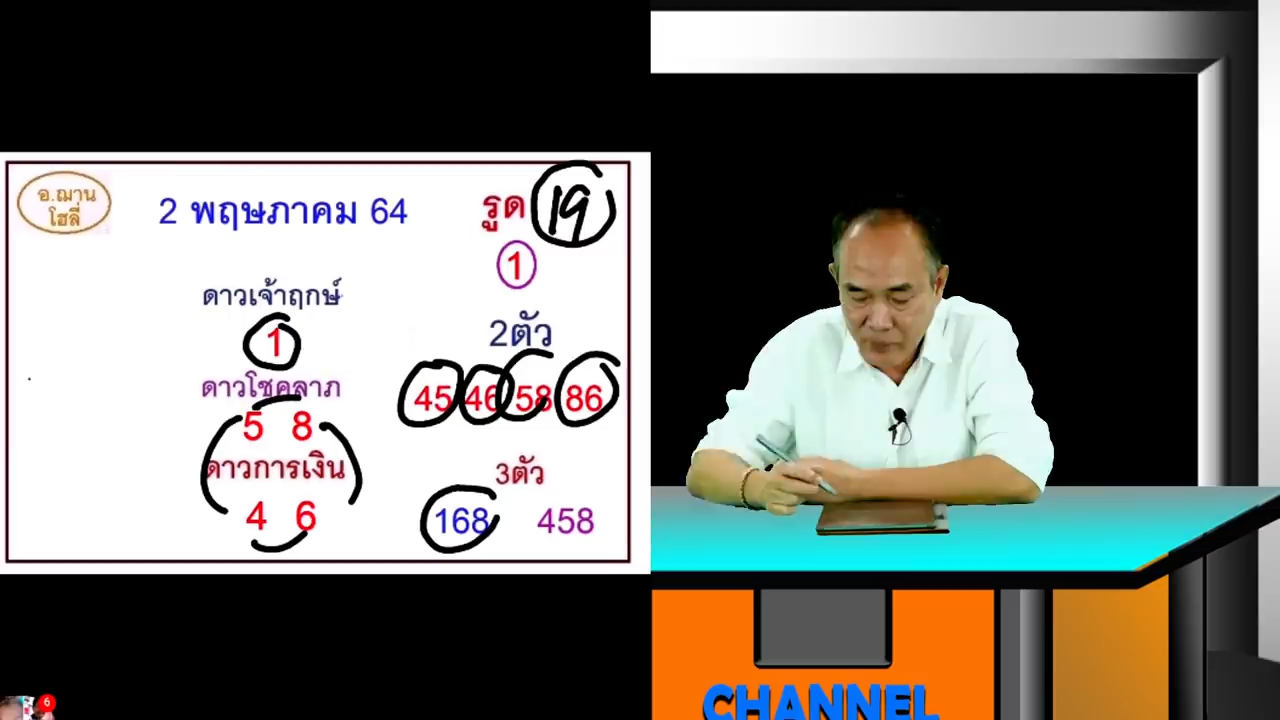 อ.ฌาน
โฮลี่
2 พฤษภาคม 64
รูด 19
1
ดาวเจ้าฤกษ์
1
2ตัว
ดาวโชคลาภ
45 46 58 86
5 8
ดาวการเงิน
3ตัว
4 6
168 458
6
CHANNEL